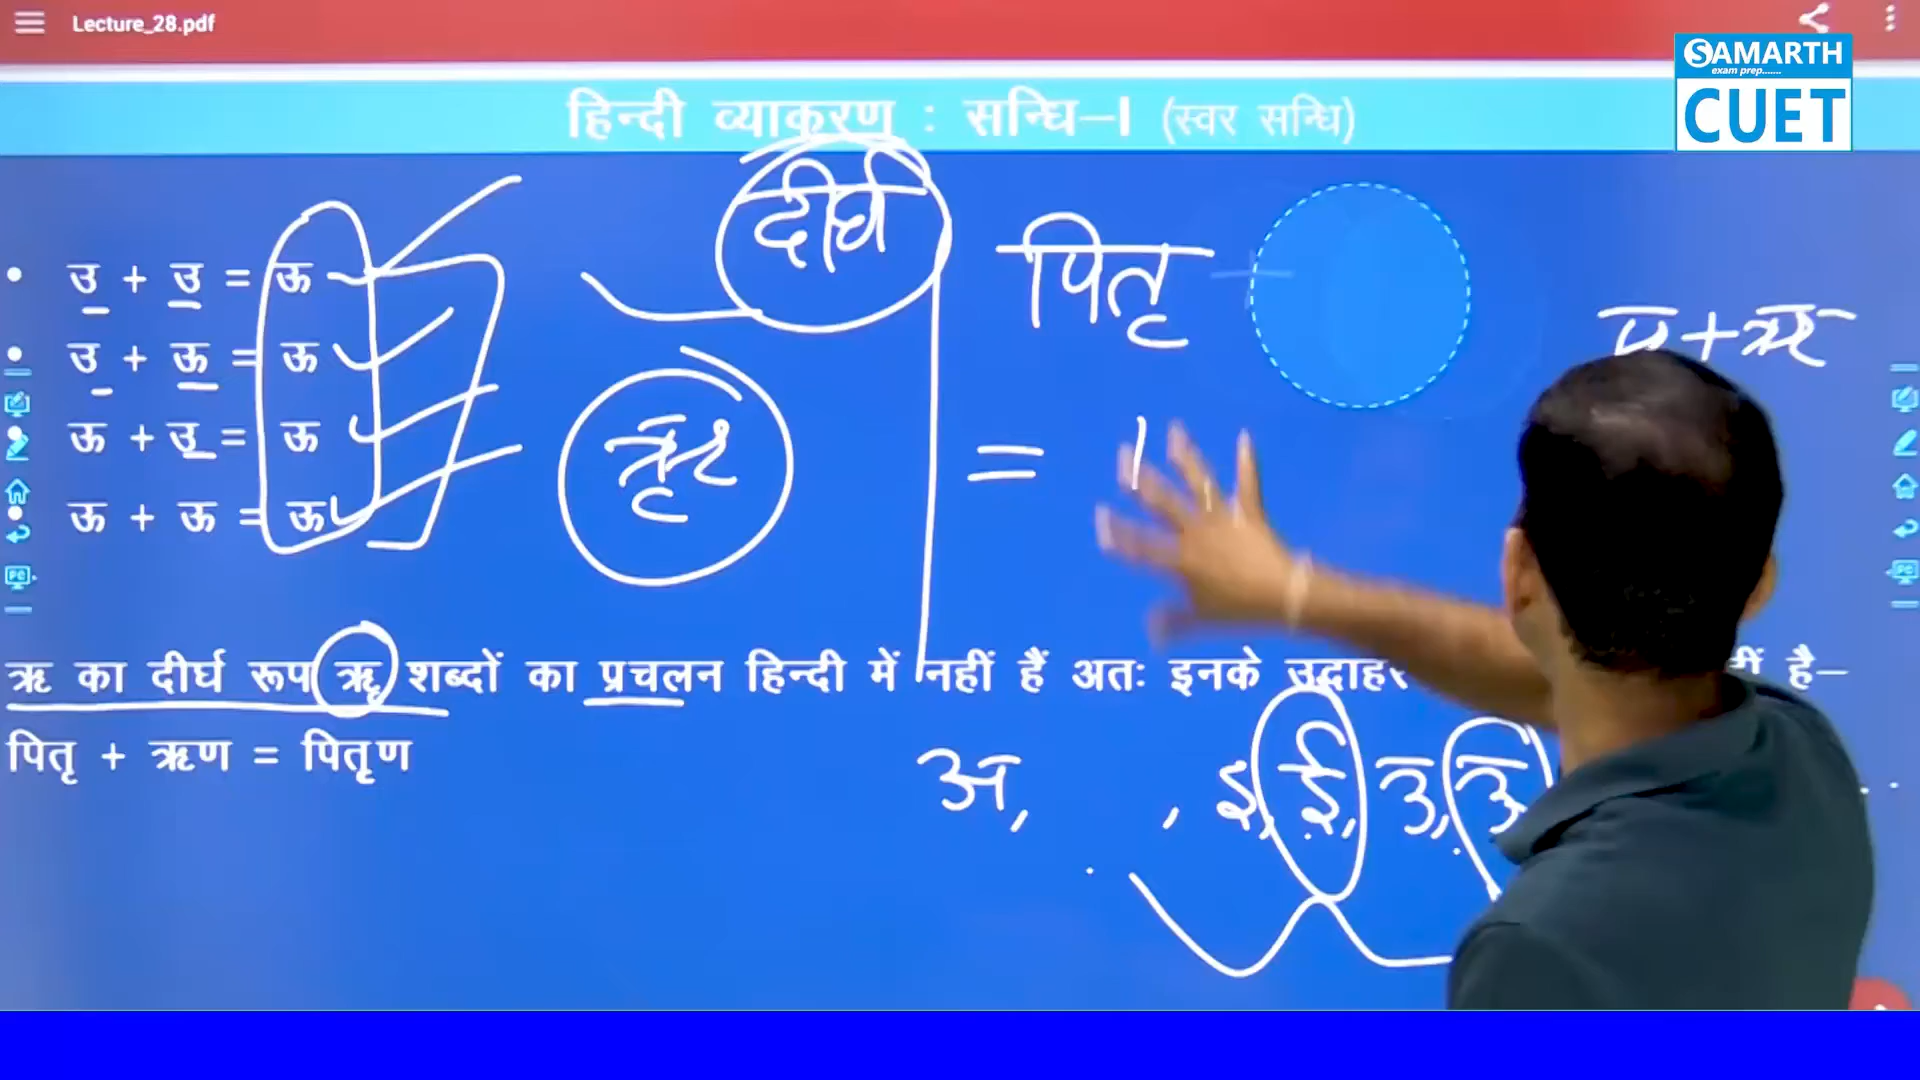 Lecture_28.pdf
SAMARTH
exam prep.......
CUET
हिन्दी व्याकरण : सन्धि–I (स्वर सन्धि)
दीर्घ
पितृ
उ + उ = ऊ
उ + ऊ = ऊ
ऊ + उ = ऊ
ऊ + ऊ = ऊ
ॠ
=
+ ऋ
ऋ का दीर्घ रूप ॠ शब्दों का प्रचलन हिन्दी में नहीं हैं अतः इनके है–
पितृ + ऋण = पितॄण
अ, , इ, ई, उ, ऊ